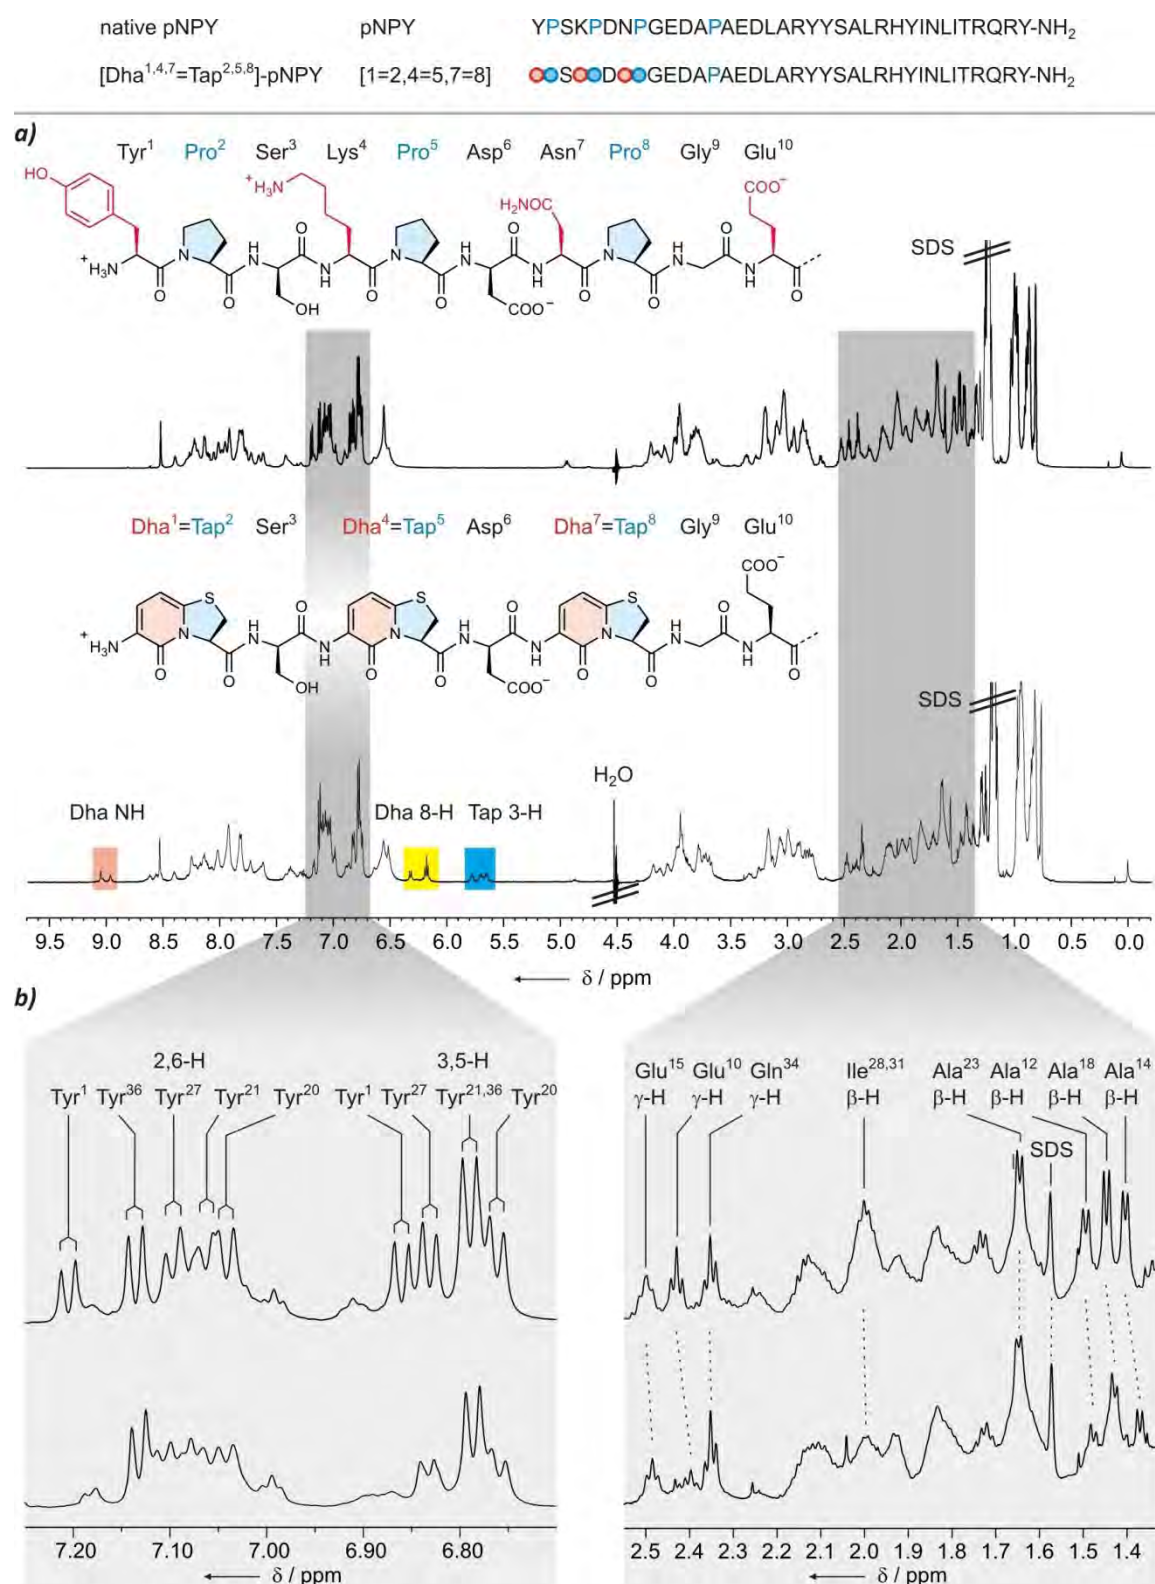 native pNPY pNPY YPSKPDNPGEDAPAEDLARYYSALRHYINLITRQRY-NH₂
[Dha¹,⁴,⁷=Tap²,⁵,⁸]-pNPY [1=2,4=5,7=8] S D GEDAPAEDLARYYSALRHYINLITRQRY-NH₂
a)
Tyr¹ Pro² Ser³ Lys⁴ Pro⁵ Asp⁶ Asn⁷ Pro⁸ Gly⁹ Glu¹⁰
HO ⁺H₃N H₂NOC COO⁻
O H N O O H N O O
⁺H₃N N O H N O N O H N O N O H N O
OH COO⁻
SDS
Dha¹=Tap² Ser³ Dha⁴=Tap⁵ Asp⁶ Dha⁷=Tap⁸ Gly⁹ Glu¹⁰
COO⁻
S O S O S O
⁺H₃N N O H N O N H N O H N O N H N O H N O N H N O H N O
OH COO⁻
SDS
H₂O
Dha NH Dha 8-H Tap 3-H
9.5 9.0 8.5 8.0 7.5 7.0 6.5 6.0 5.5 5.0 4.5 4.0 3.5 3.0 2.5 2.0 1.5 1.0 0.5 0.0
δ / ppm
b)
2,6-H 3,5-H
Tyr¹ Tyr³⁶ Tyr²⁷ Tyr²¹ Tyr²⁰ Tyr¹ Tyr²⁷ Tyr²¹,³⁶ Tyr²⁰
7.20 7.10 7.00 6.90 6.80
δ / ppm
Glu¹⁵ Glu¹⁰ Gln³⁴ Ile²⁸,³¹ Ala²³ Ala¹² Ala¹⁸ Ala¹⁴
γ-H γ-H γ-H β-H β-H β-H β-H β-H
SDS
2.5 2.4 2.3 2.2 2.1 2.0 1.9 1.8 1.7 1.6 1.5 1.4
δ / ppm